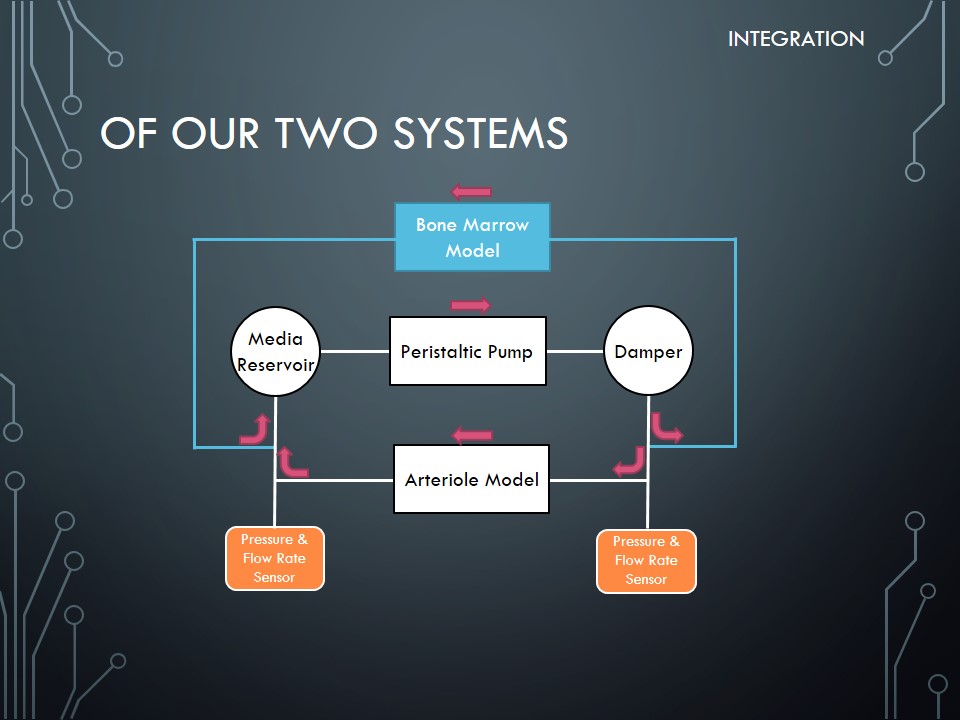 INTEGRATION
OF OUR TWO SYSTEMS
Bone Marrow
Model
Media
Reservoir
Peristaltic Pump
Damper
Arteriole Model
Pressure &
Flow Rate
Sensor
Pressure &
Flow Rate
Sensor